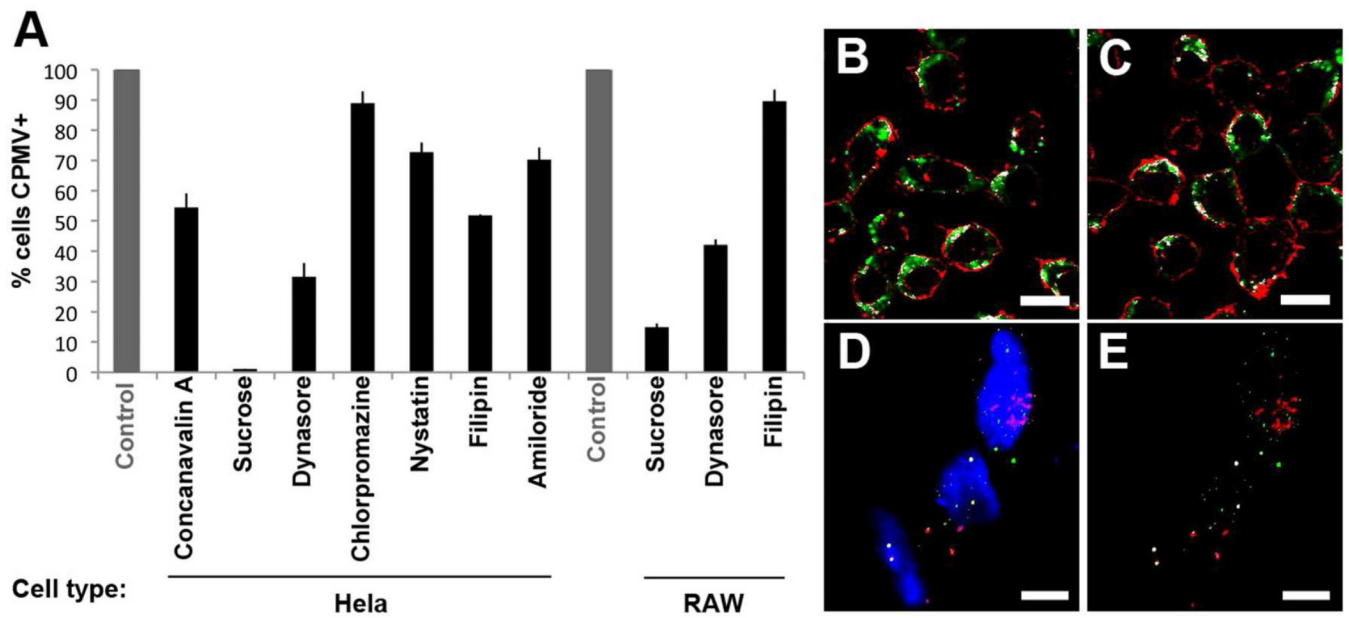 A
% cells CPMV+
100
90
80
70
60
50
40
30
20
10
0
Control
Concanavalin A
Sucrose
Dynasore
Chlorpromazine
Nystatin
Filipin
Amiloride
Control
Sucrose
Dynasore
Filipin
Cell type:
Hela
RAW
B
C
D
E